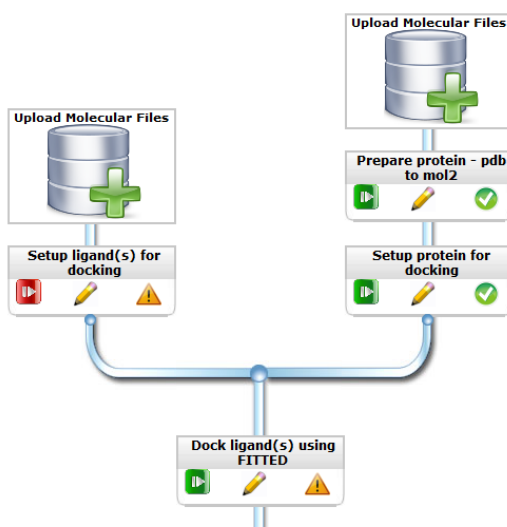 Upload Molecular Files
Upload Molecular Files
Prepare protein - pdb
to mol2
Setup ligand(s) for
docking
Setup protein for
docking
Dock ligand(s) using
FITTED